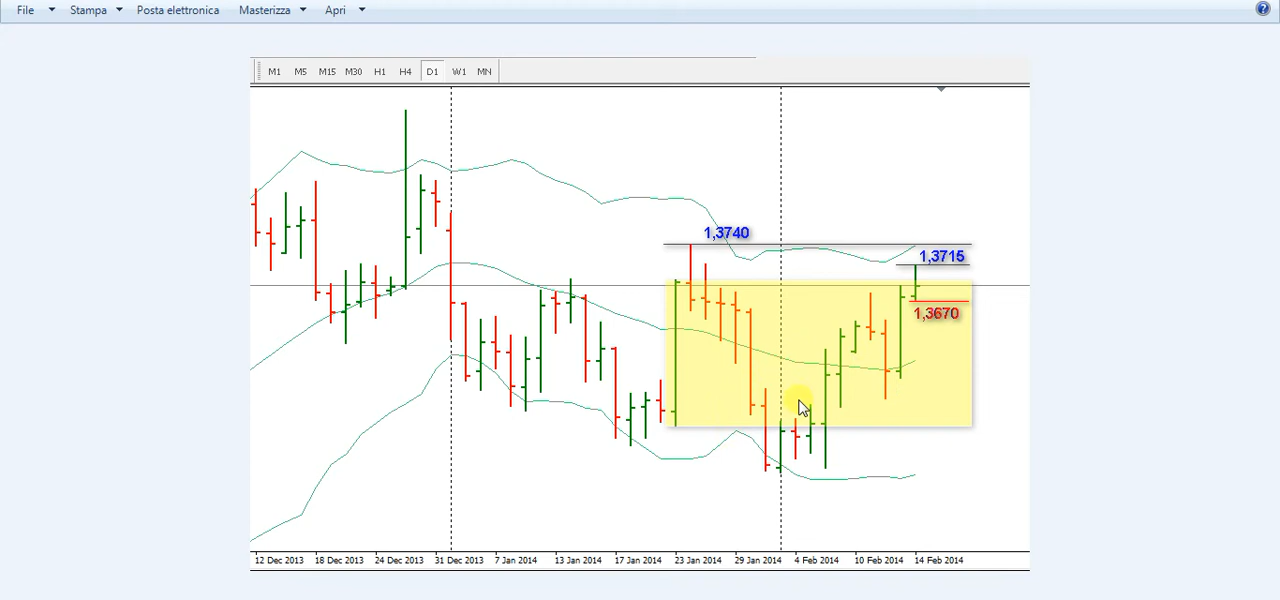 File Stampa Posta elettronica Masterizza Apri
M1 M5 M15 M30 H1 H4 D1 W1 MN
1,3740
1,3715
1,3670
12 Dec 2013 18 Dec 2013 24 Dec 2013 31 Dec 2013 7 Jan 2014 13 Jan 2014 17 Jan 2014 23 Jan 2014 29 Jan 2014 4 Feb 2014 10 Feb 2014 14 Feb 2014